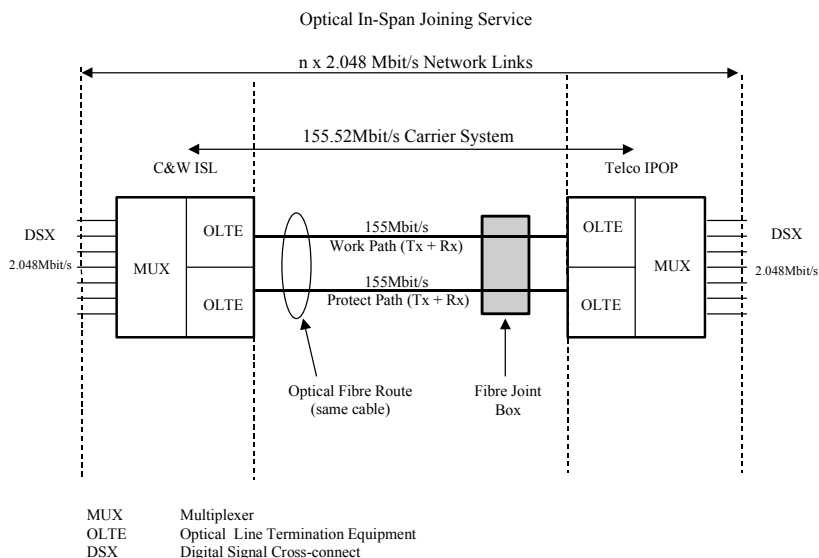 Optical In-Span Joining Service
n x 2.048 Mbit/s Network Links
155.52Mbit/s Carrier System
C&W ISL
Telco IPOP
DSX
2.048Mbit/s
MUX
OLTE
OLTE
155Mbit/s
Work Path (Tx + Rx)
155Mbit/s
Protect Path (Tx + Rx)
OLTE
OLTE
MUX
DSX
2.048Mbit/s
Optical Fibre Route
(same cable)
Fibre Joint
Box
MUX Multiplexer
OLTE Optical Line Termination Equipment
DSX Digital Signal Cross-connect